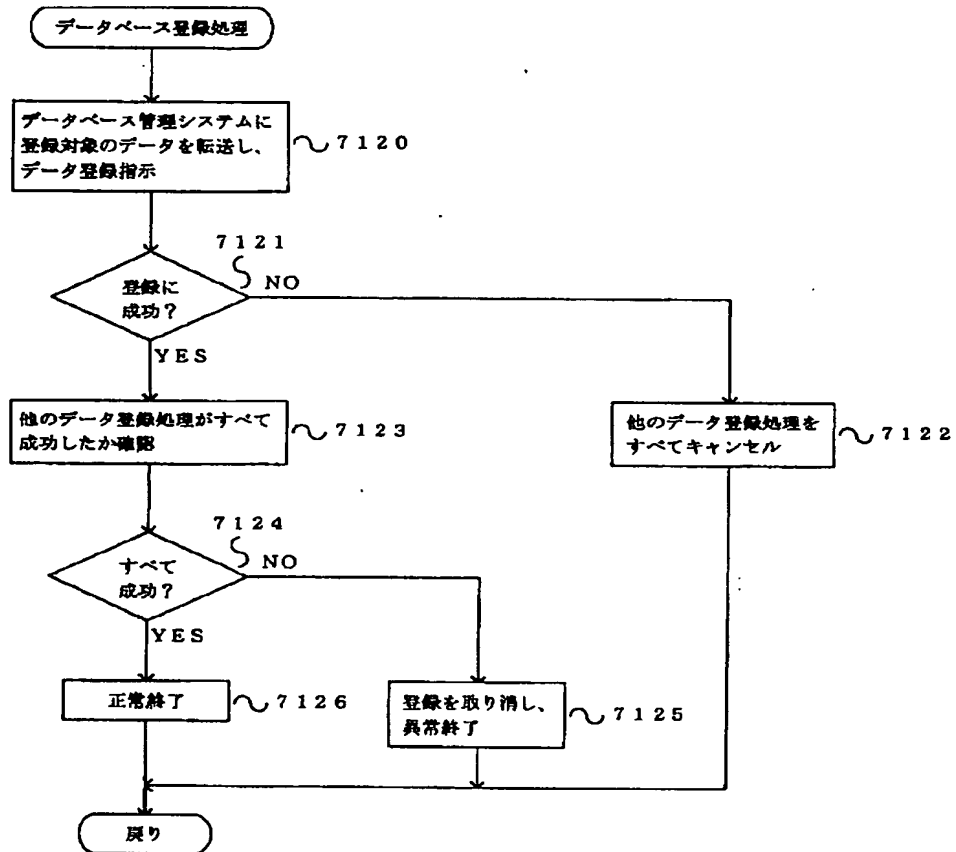 データベース登録処理
データベース管理システムに
登録対象のデータを転送し、
データ登録指示
7120
7121
登録に
成功？
NO
YES
他のデータ登録処理がすべて
成功したか確認
7123
他のデータ登録処理を
すべてキャンセル
7122
7124
すべて
成功？
NO
YES
正常終了
7126
登録を取り消し、
異常終了
7125
戻り